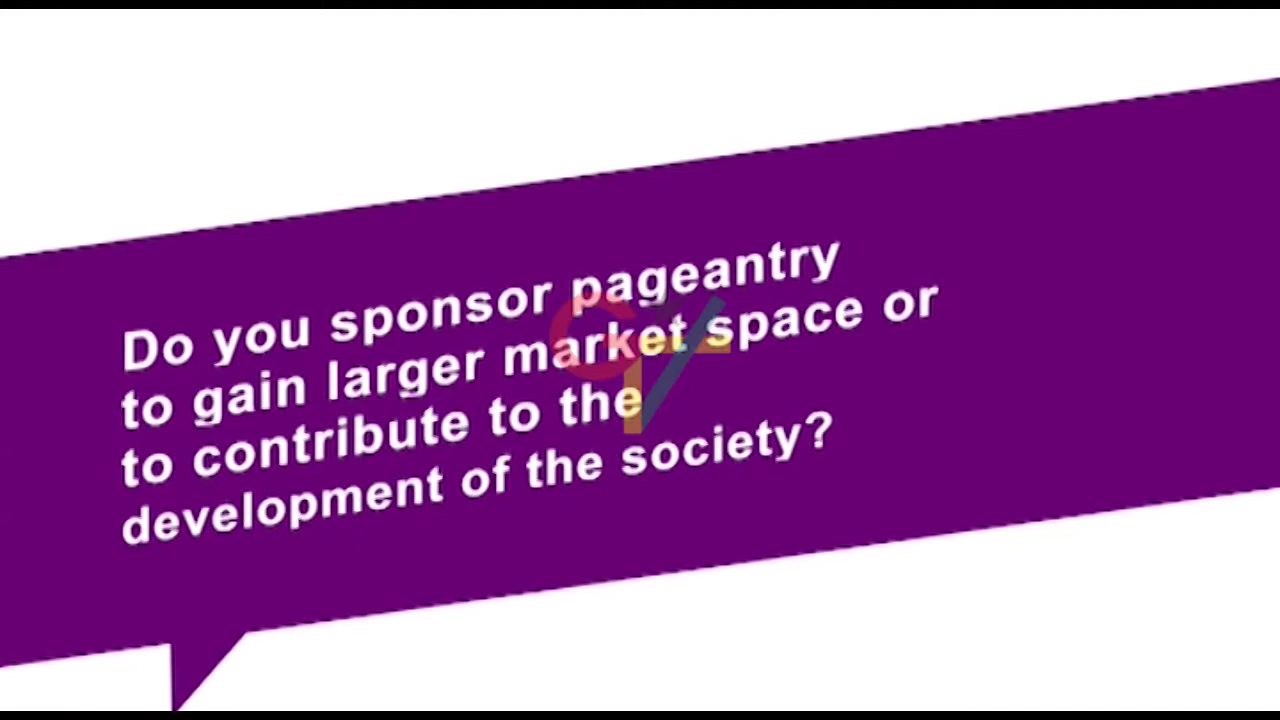 Do you sponsor pageantry
to gain larger market space or
to contribute to the
development of the society?